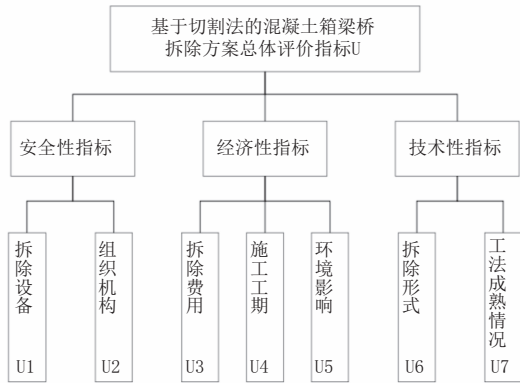 基于切割法的混凝土箱梁桥
拆除方案总体评价指标U
安全性指标
经济性指标
技术性指标
拆除设备 U1
组织机构 U2
拆除费用 U3
施工工期 U4
环境影响 U5
拆除形式 U6
工法成熟情况 U7